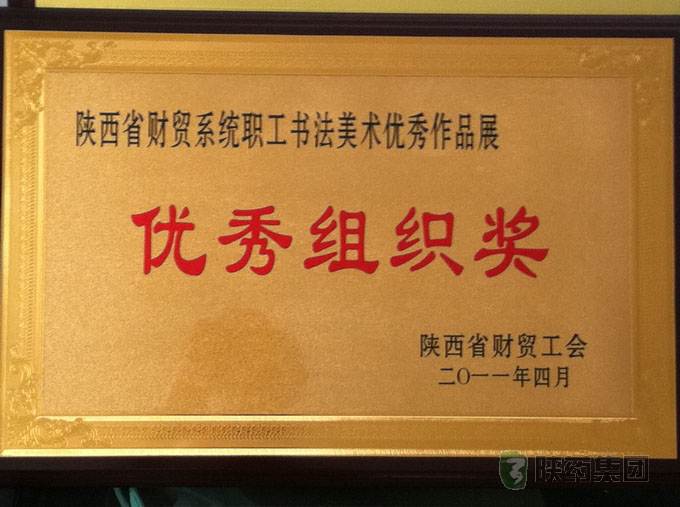 陕西省财贸系统职工书法美术优秀作品展
优秀组织奖
陕西省财贸工会
二〇一一年四月
陕药集团